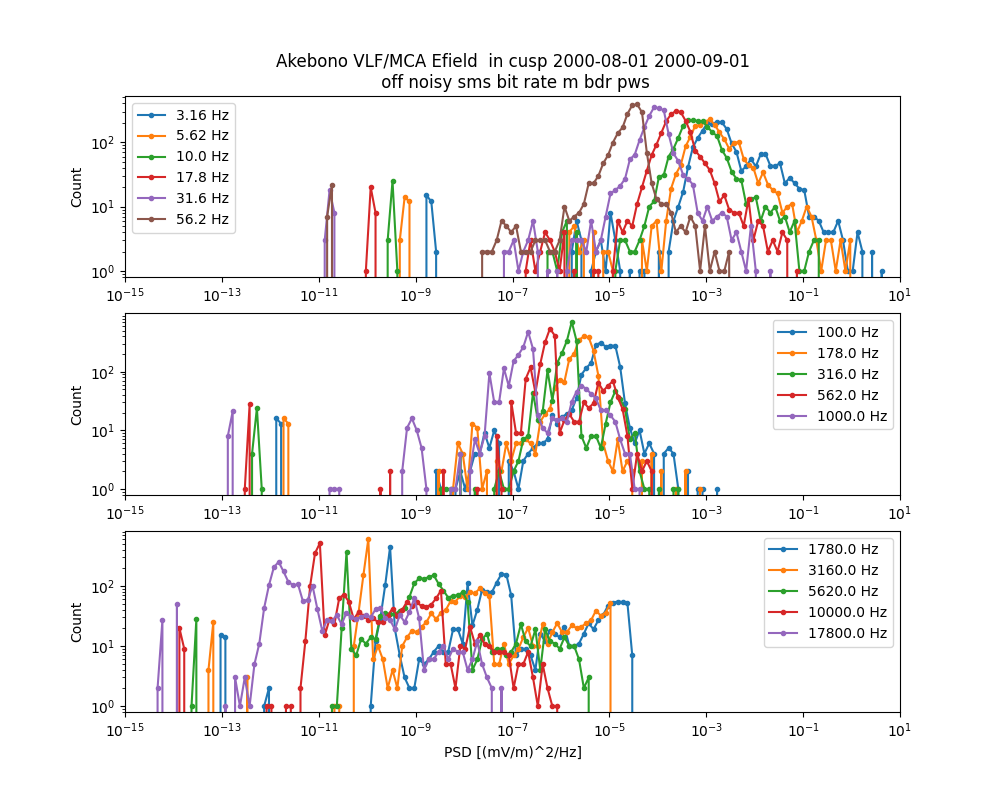 Akebono VLF/MCA Efield  in cusp 2000-08-01 2000-09-01
off noisy sms bit rate m bdr pws
Count
10^2
10^1
10^0
3.16 Hz
5.62 Hz
10.0 Hz
17.8 Hz
31.6 Hz
56.2 Hz
10^-15 10^-13 10^-11 10^-9 10^-7 10^-5 10^-3 10^-1 10^1
Count
10^2
10^1
10^0
100.0 Hz
178.0 Hz
316.0 Hz
562.0 Hz
1000.0 Hz
10^-15 10^-13 10^-11 10^-9 10^-7 10^-5 10^-3 10^-1 10^1
Count
10^2
10^1
10^0
1780.0 Hz
3160.0 Hz
5620.0 Hz
10000.0 Hz
17800.0 Hz
10^-15 10^-13 10^-11 10^-9 10^-7 10^-5 10^-3 10^-1 10^1
PSD [(mV/m)^2/Hz]